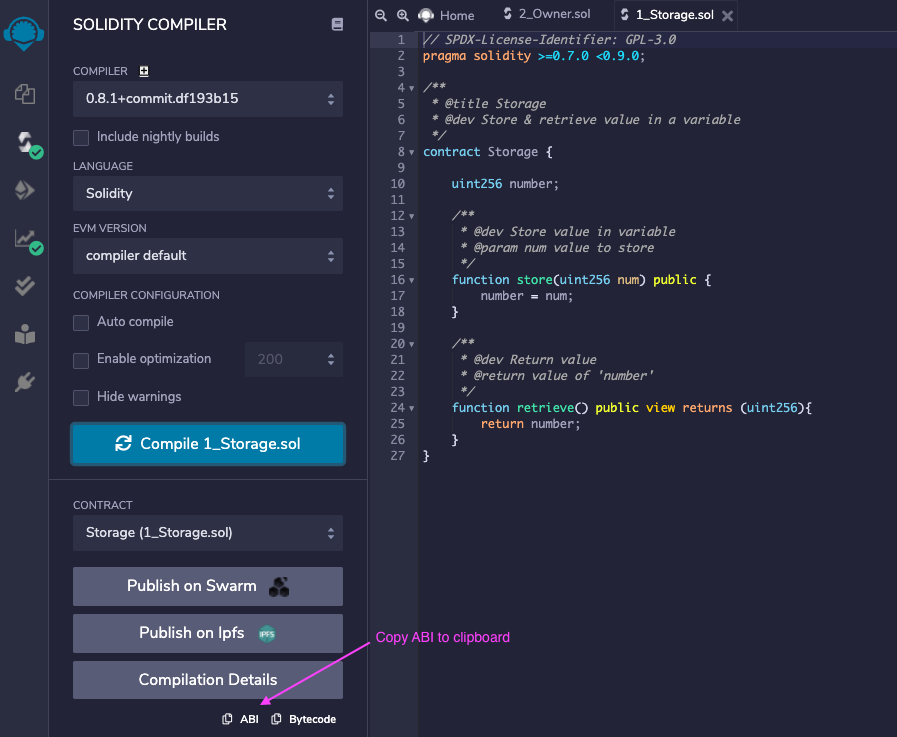 SOLIDITY COMPILER
COMPILER
0.8.1+commit.df193b15
Include nightly builds
LANGUAGE
Solidity
EVM VERSION
compiler default
COMPILER CONFIGURATION
Auto compile
Enable optimization
200
Hide warnings
Compile 1_Storage.sol
CONTRACT
Storage (1_Storage.sol)
Publish on Swarm
Publish on Ipfs IPFS
Compilation Details
ABI Bytecode
Copy ABI to clipboard
Home 2_Owner.sol 1_Storage.sol
1 // SPDX-License-Identifier: GPL-3.0
2 pragma solidity >=0.7.0 <0.9.0;
3
4 /**
5 * @title Storage
6 * @dev Store & retrieve value in a variable
7 */
8 contract Storage {
9
10 uint256 number;
11
12 /**
13 * @dev Store value in variable
14 * @param num value to store
15 */
16 function store(uint256 num) public {
17 number = num;
18 }
19
20 /**
21 * @dev Return value
22 * @return value of 'number'
23 */
24 function retrieve() public view returns (uint256){
25 return number;
26 }
27 }